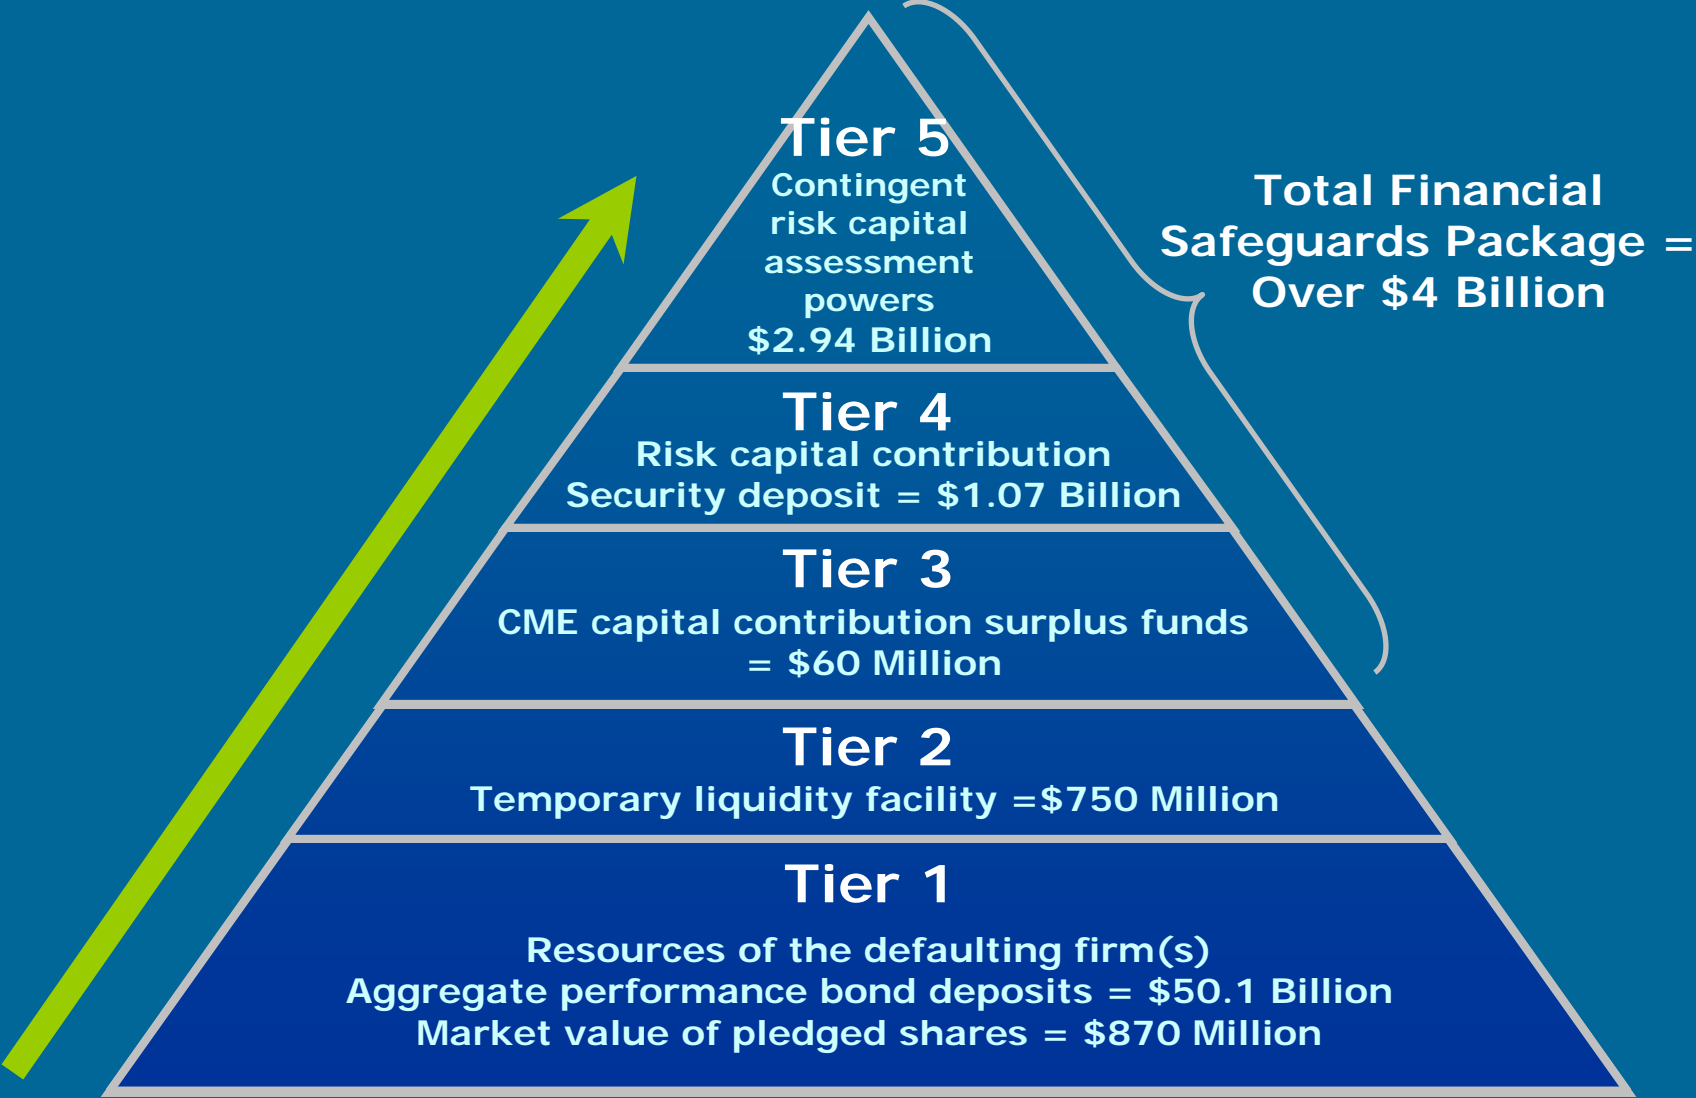 Tier 5
Contingent
risk capital
assessment
powers
$2.94 Billion
Total Financial
Safeguards Package =
Over $4 Billion
Tier 4
Risk capital contribution
Security deposit = $1.07 Billion
Tier 3
CME capital contribution surplus funds
= $60 Million
Tier 2
Temporary liquidity facility =$750 Million
Tier 1
Resources of the defaulting firm(s)
Aggregate performance bond deposits = $50.1 Billion
Market value of pledged shares = $870 Million